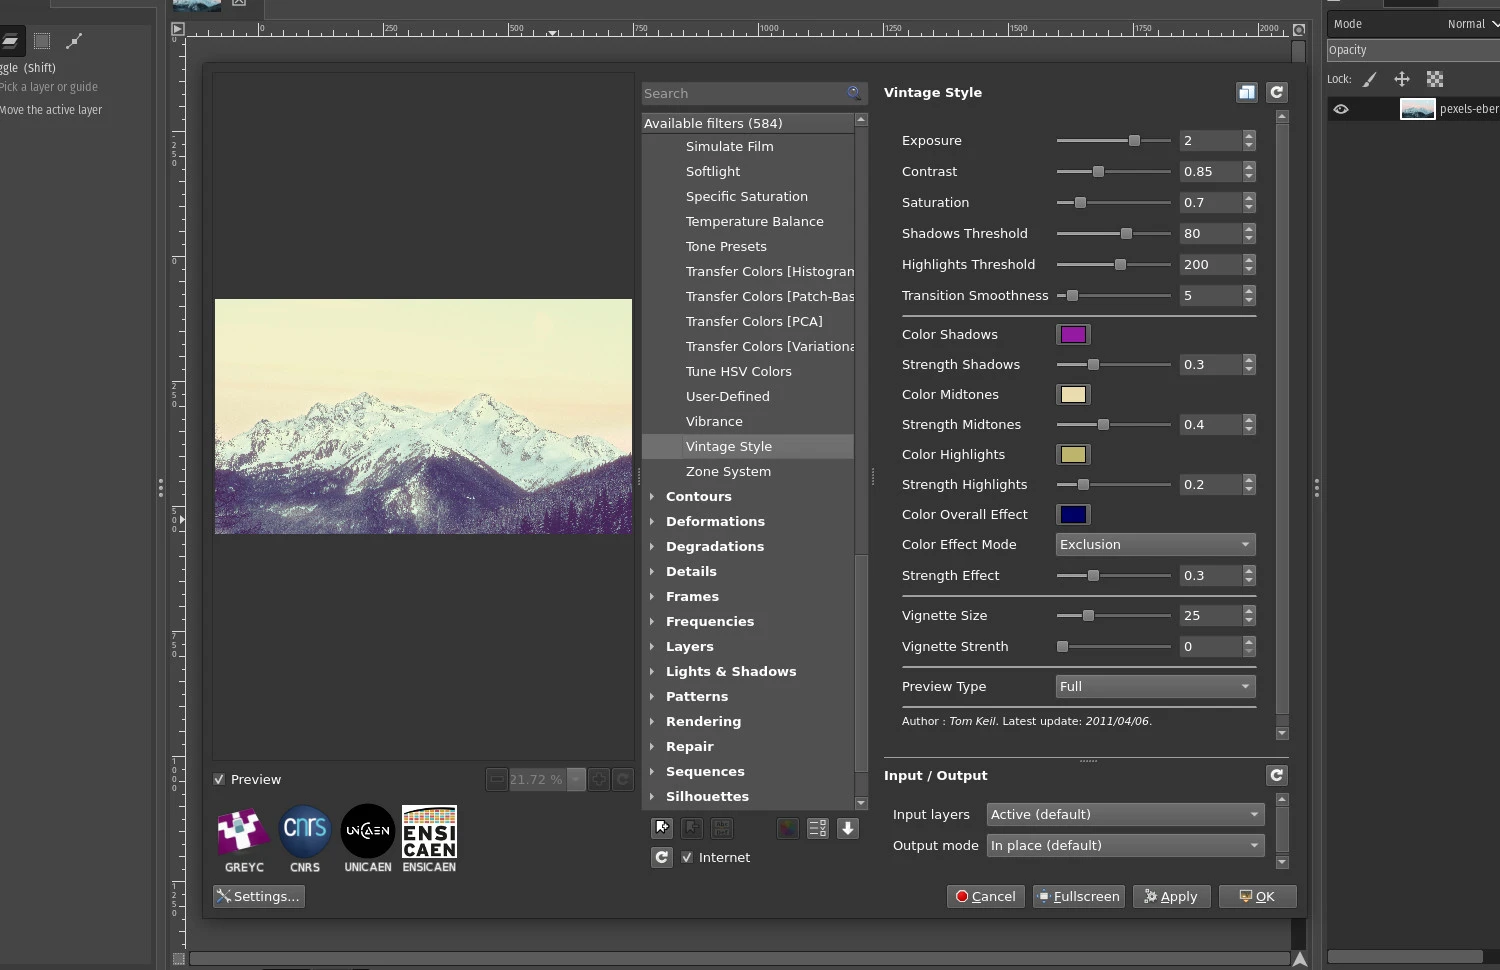 0 250 500 750 1000 1250 1500 1750 2000
Mode Normal
Opacity
Lock:
pexels-eber
ggle (Shift)
Pick a layer or guide
Move the active layer
Search
Available filters (584)
Simulate Film
Softlight
Specific Saturation
Temperature Balance
Tone Presets
Transfer Colors [Histogram
Transfer Colors [Patch-Bas
Transfer Colors [PCA]
Transfer Colors [Variationa
Tune HSV Colors
User-Defined
Vibrance
Vintage Style
Zone System
Contours
Deformations
Degradations
Details
Frames
Frequencies
Layers
Lights & Shadows
Patterns
Rendering
Repair
Sequences
Silhouettes
Internet
Vintage Style
Exposure 2
Contrast 0.85
Saturation 0.7
Shadows Threshold 80
Highlights Threshold 200
Transition Smoothness 5
Color Shadows
Strength Shadows 0.3
Color Midtones
Strength Midtones 0.4
Color Highlights
Strength Highlights 0.2
Color Overall Effect
Color Effect Mode Exclusion
Strength Effect 0.3
Vignette Size 25
Vignette Strenth 0
Preview Type Full
Author : Tom Keil. Latest update: 2011/04/06.
Input / Output
Input layers Active (default)
Output mode In place (default)
Preview 21.72 %
cnrs
UNICAEN
ENSI
CAEN
GREYC CNRS UNICAEN ENSICAEN
Settings...
Cancel Fullscreen Apply OK